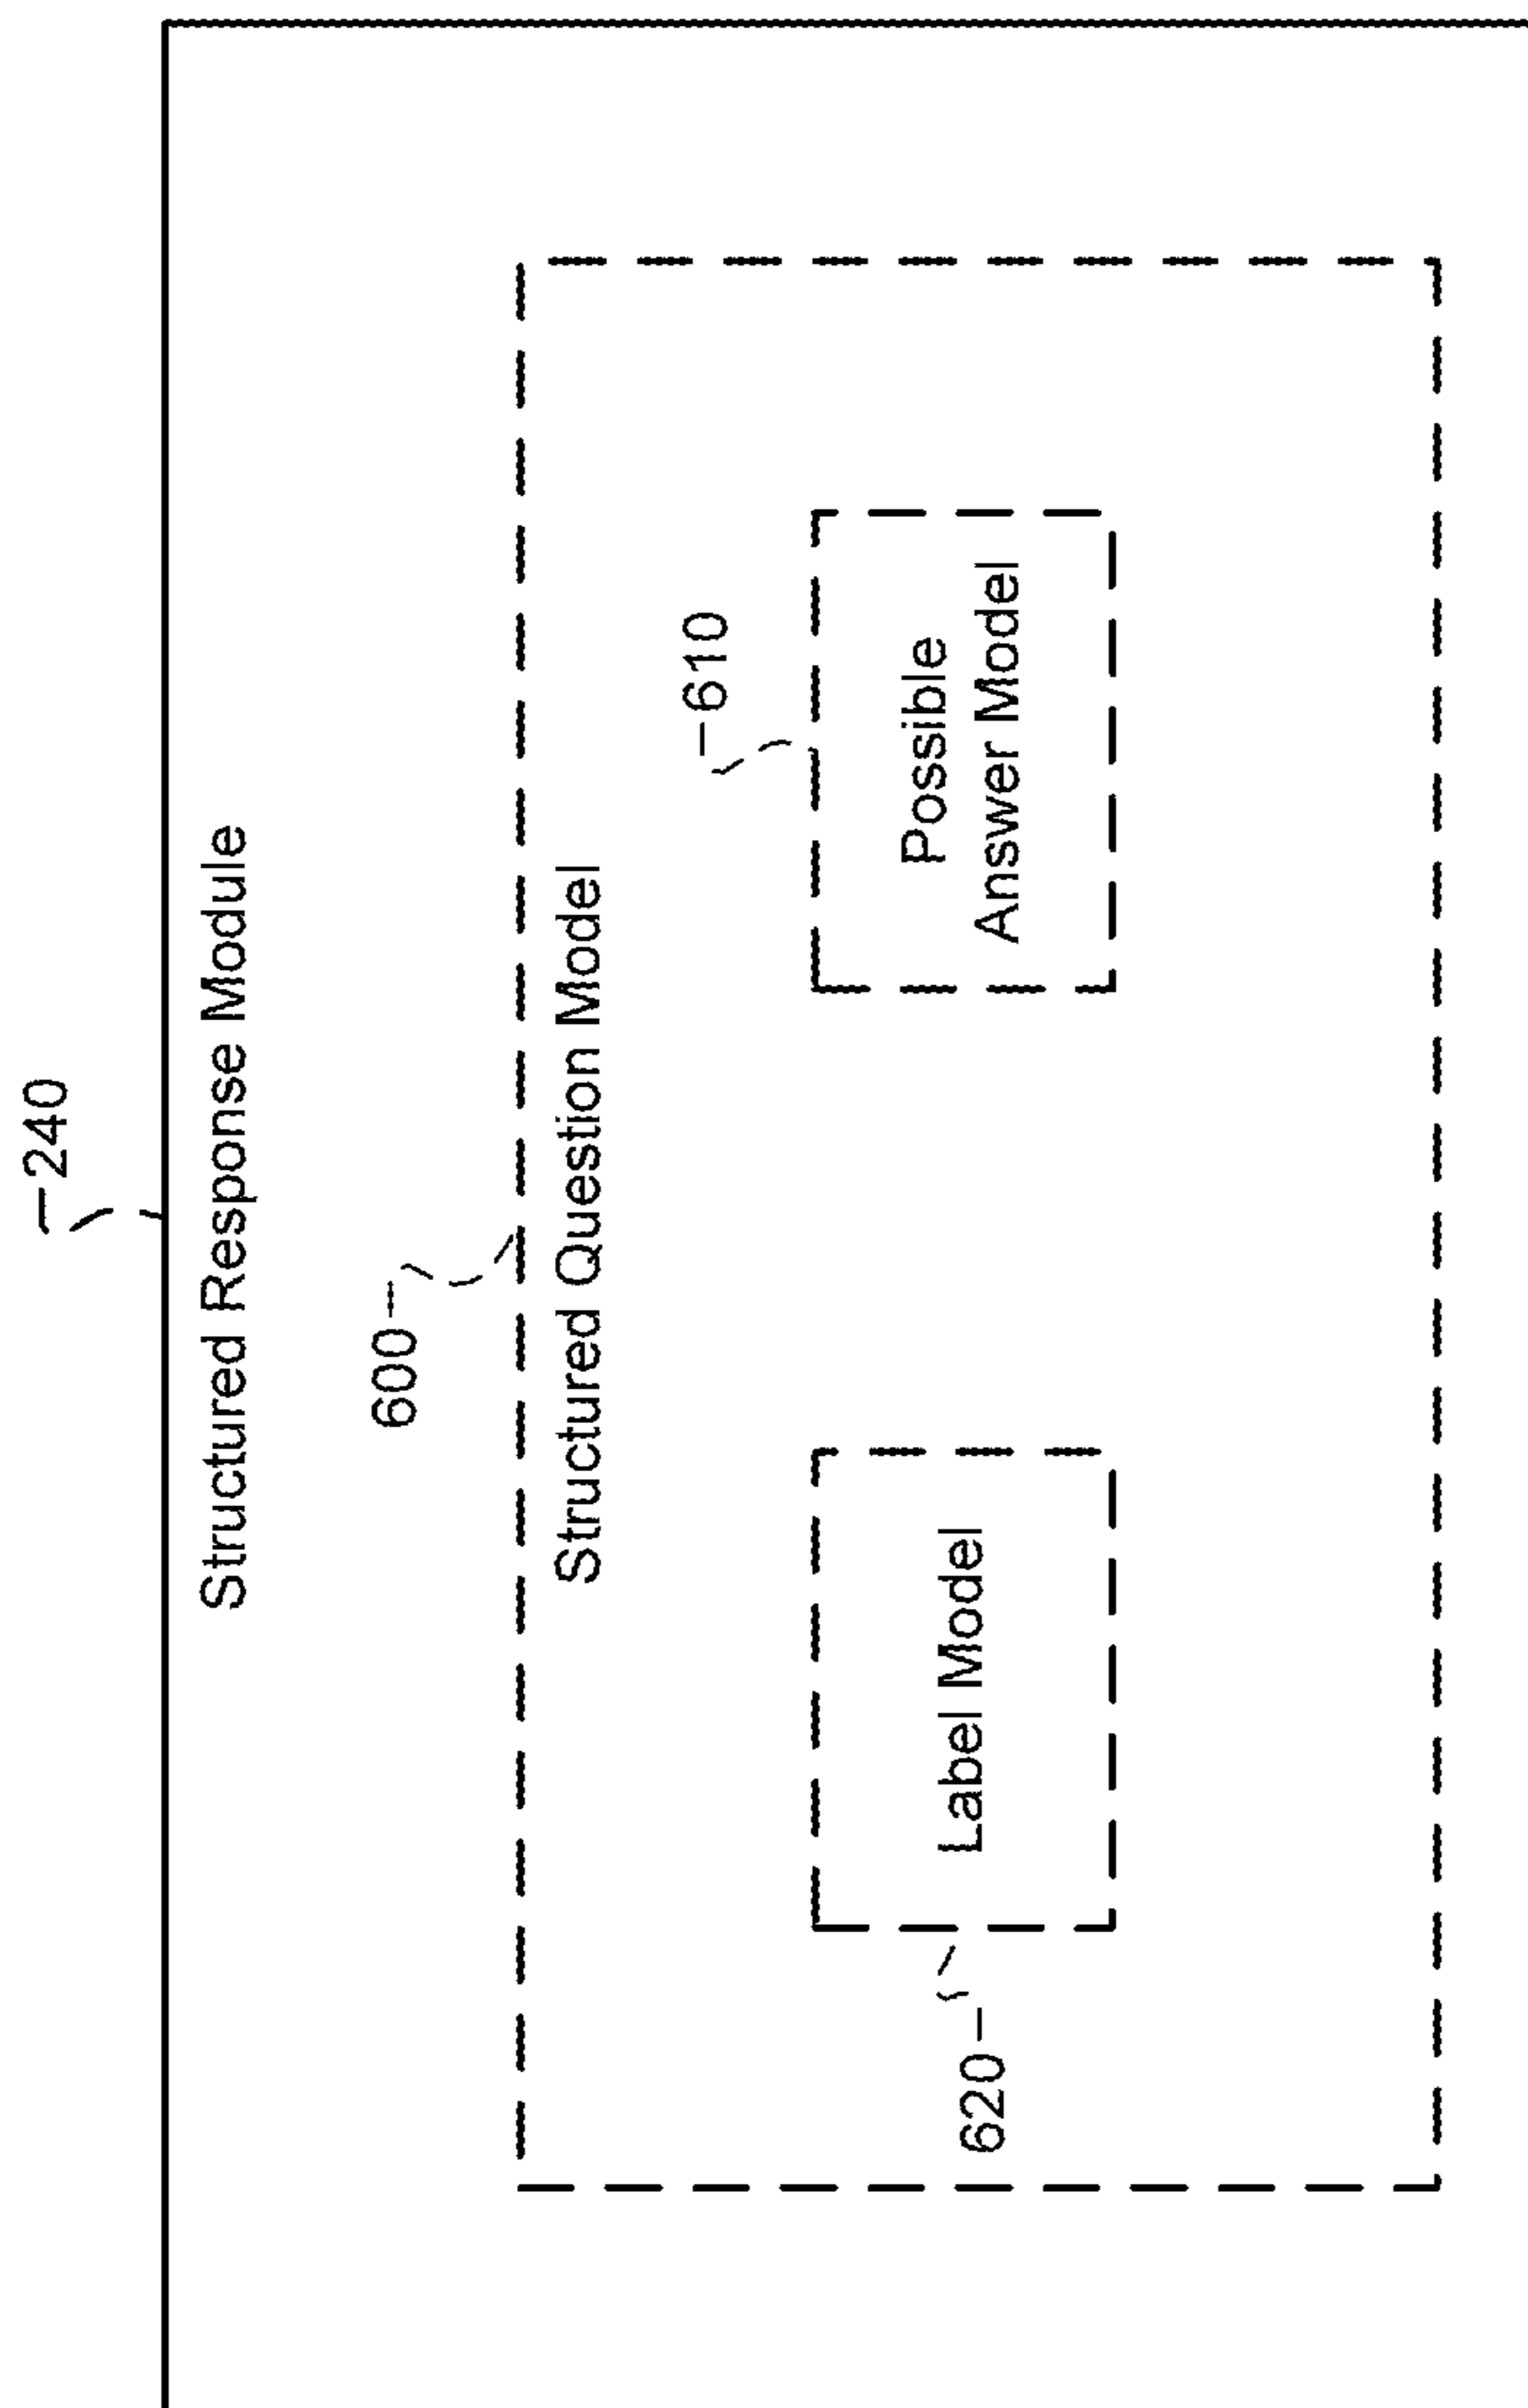 240
Structured Response Module
600
Structured Question Model
610
620
Label Model
Possible
Answer Model